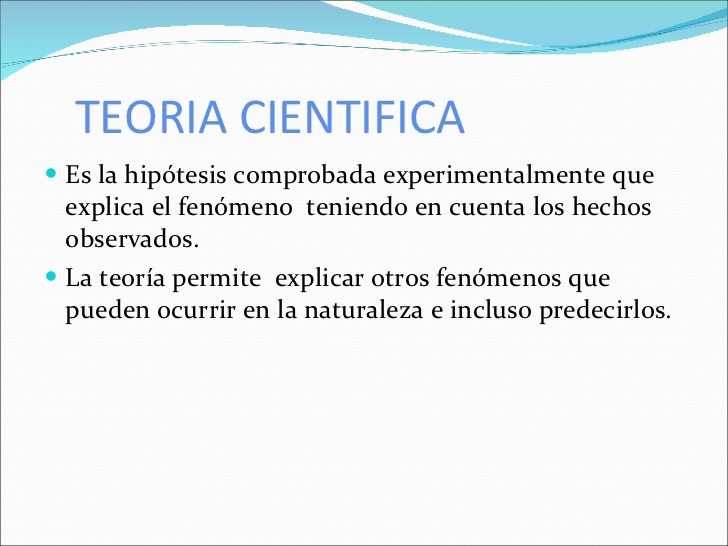 TEORIA CIENTIFICA
Es la hipótesis comprobada experimentalmente que
explica el fenómeno teniendo en cuenta los hechos
observados.
La teoría permite explicar otros fenómenos que
pueden ocurrir en la naturaleza e incluso predecirlos.